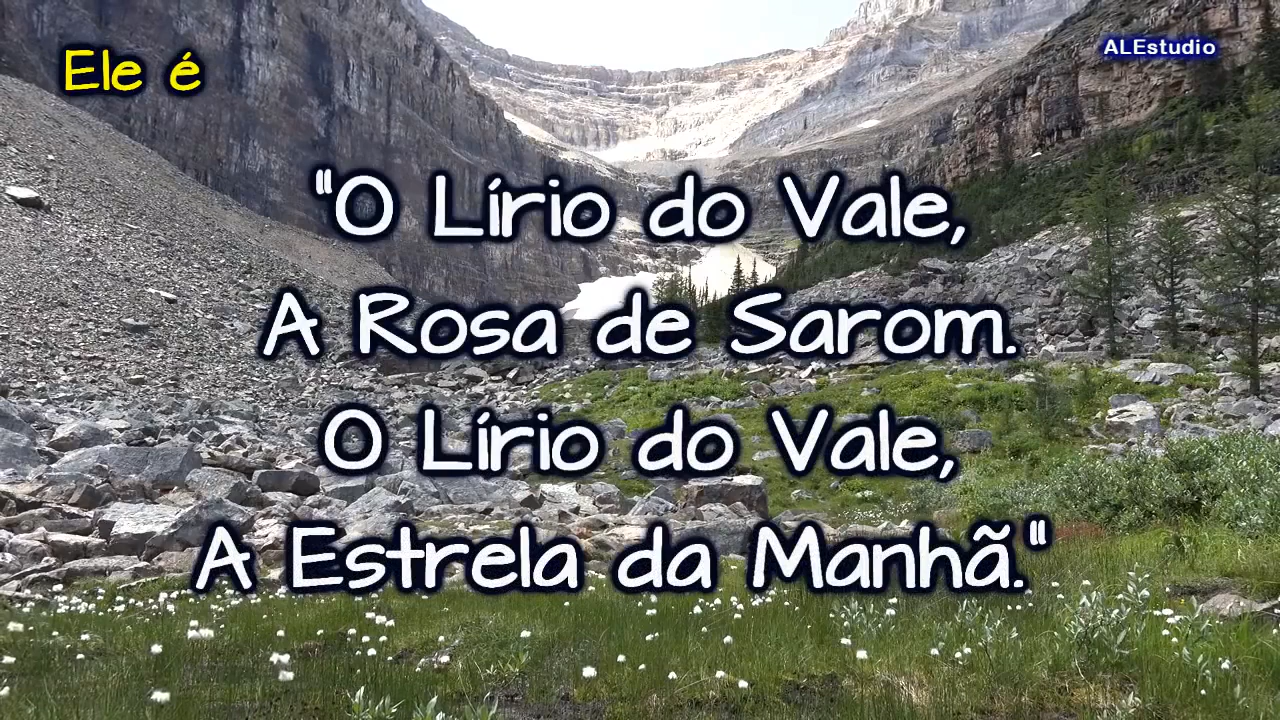 Ele é
ALEstudio
"O Lírio do Vale,
A Rosa de Sarom.
O Lírio do Vale,
A Estrela da Manhã."